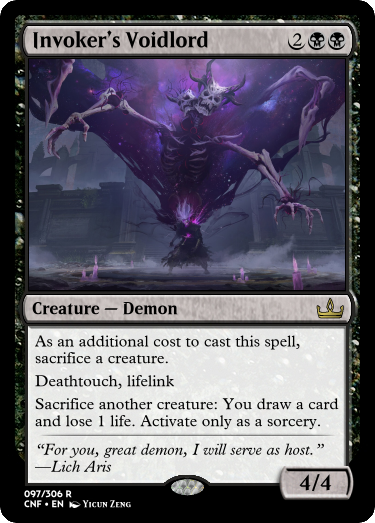 Invoker's Voidlord 2
Creature — Demon
As an additional cost to cast this spell,
sacrifice a creature.
Deathtouch, lifelink
Sacrifice another creature: You draw a card
and lose 1 life. Activate only as a sorcery.
“For you, great demon, I will serve as host.”
—Lich Aris
4/4
097/306 R
CNF • EN Yicun Zeng